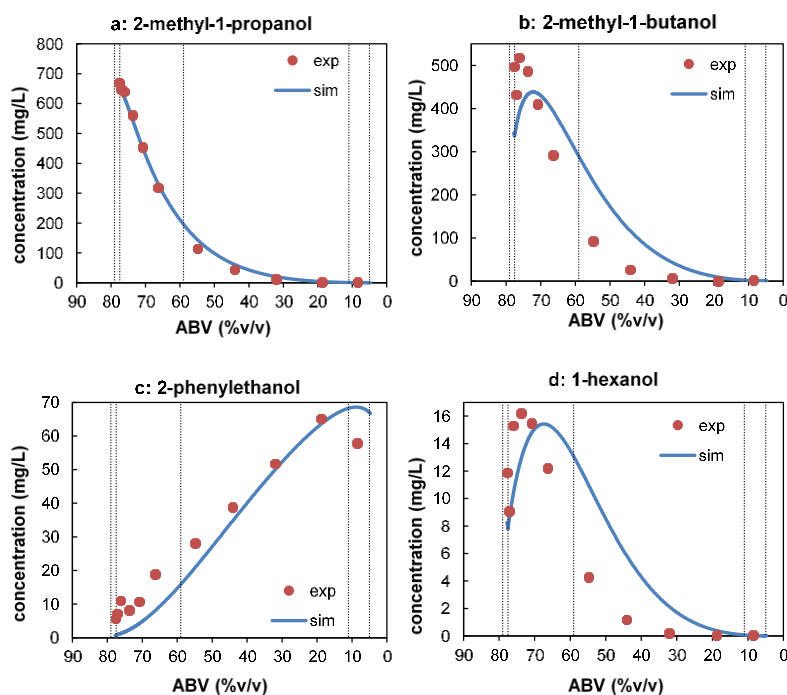 a: 2-methyl-1-propanol
concentration (mg/L)
800
700
600
500
400
300
200
100
0
exp
sim
90 80 70 60 50 40 30 20 10 0
ABV (%v/v)
b: 2-methyl-1-butanol
concentration (mg/L)
500
400
300
200
100
0
exp
sim
90 80 70 60 50 40 30 20 10 0
ABV (%v/v)
c: 2-phenylethanol
concentration (mg/L)
70
60
50
40
30
20
10
0
exp
sim
90 80 70 60 50 40 30 20 10 0
ABV (%v/v)
d: 1-hexanol
concentration (mg/L)
16
14
12
10
8
6
4
2
0
exp
sim
90 80 70 60 50 40 30 20 10 0
ABV (%v/v)